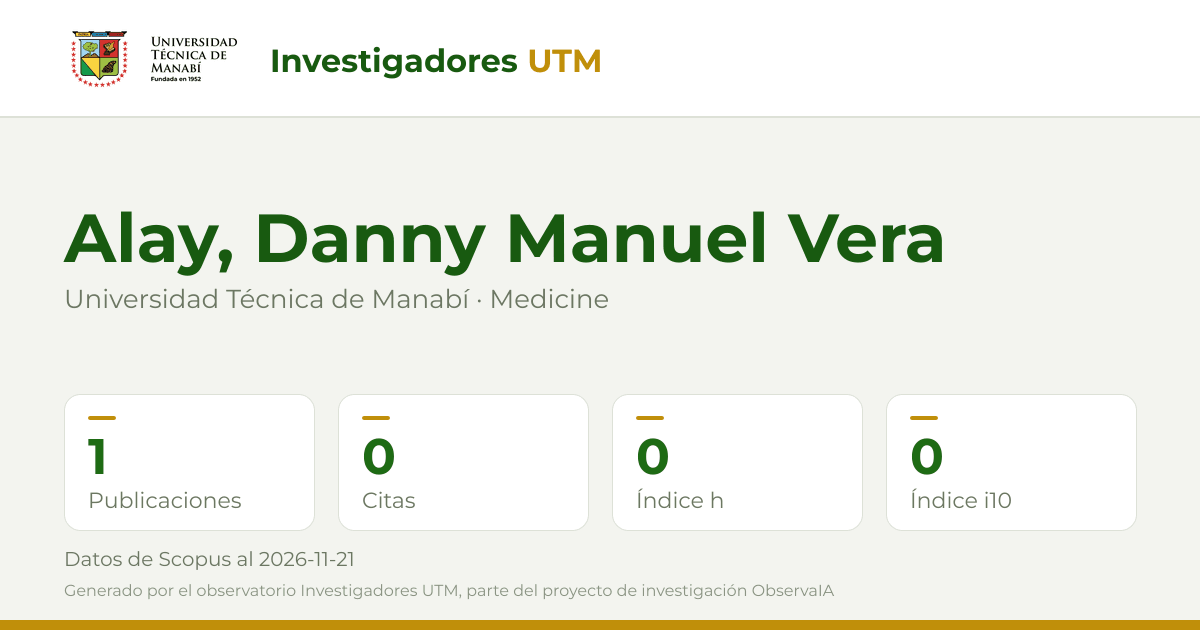 UNIVERSIDAD
TÉCNICA DE
MANABÍ
Fundada en 1952
Investigadores UTM
Alay, Danny Manuel Vera
Universidad Técnica de Manabí · Medicine
1
Publicaciones
0
Citas
0
Índice h
0
Índice i10
Datos de Scopus al 2026-11-21
Generado por el observatorio Investigadores UTM, parte del proyecto de investigación ObservaIA